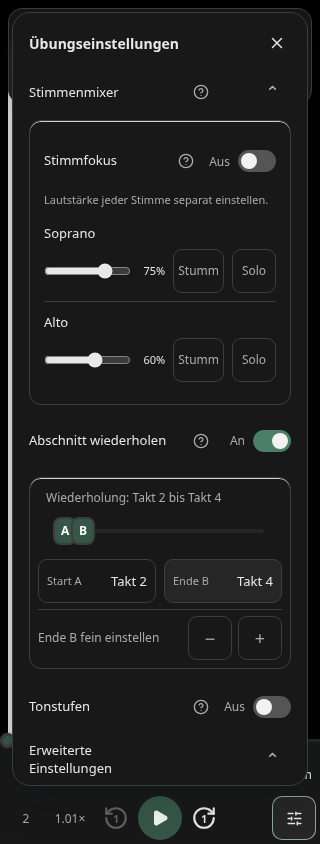 Übungseinstellungen
Stimmenmixer
Stimmfokus Aus
Lautstärke jeder Stimme separat einstellen.
Soprano
75% Stumm Solo
Alto
60% Stumm Solo
Abschnitt wiederholen An
Wiederholung: Takt 2 bis Takt 4
A B
Start A Takt 2 Ende B Takt 4
Ende B fein einstellen − +
Tonstufen Aus
Erweiterte
Einstellungen
2 1.01× 1 1